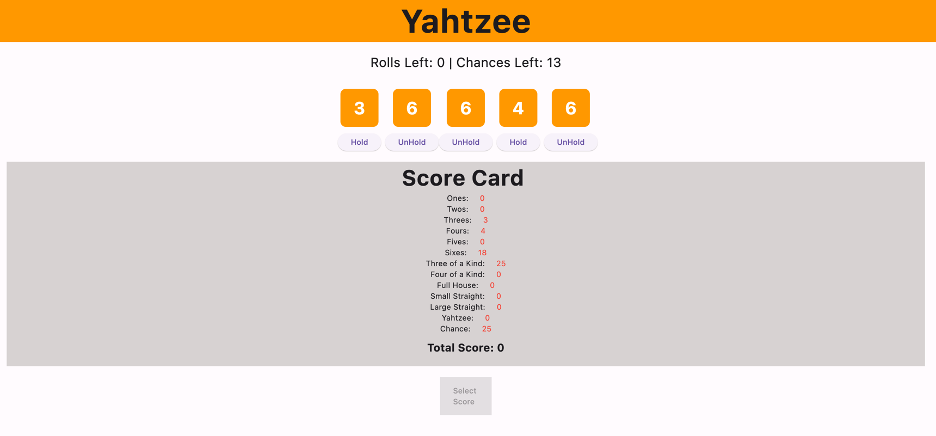 Yahtzee
Rolls Left: 0 | Chances Left: 13
3 6 6 4 6
Hold UnHold UnHold Hold UnHold
Score Card
Ones: 0
Twos: 0
Threes: 3
Fours: 4
Fives: 0
Sixes: 18
Three of a Kind: 25
Four of a Kind: 0
Full House: 0
Small Straight: 0
Large Straight: 0
Yahtzee: 0
Chance: 25
Total Score: 0
Select
Score